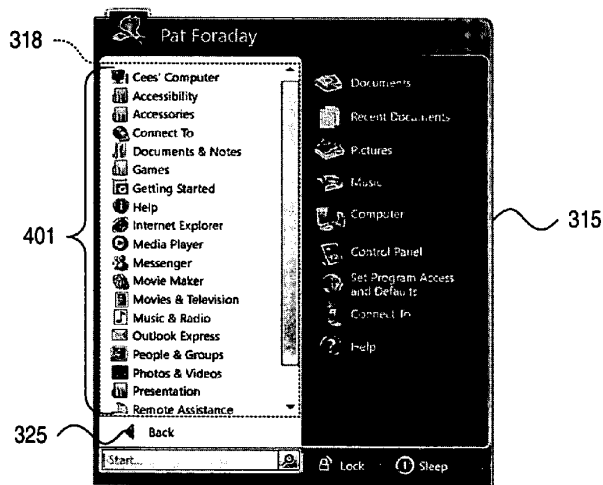 318
Pat Foraday
Cees' Computer
Accessibility
Accessories
Connect To
Documents & Notes
Games
Getting Started
Help
Internet Explorer
Media Player
Messenger
Movie Maker
Movies & Television
Music & Radio
Outlook Express
People & Groups
Photos & Videos
Presentation
Remote Assistance
401
325
Back
Start...
Documents
Recent Documents
Pictures
Music
Computer
Control Panel
Set Program Access
and Defaults
Connect To
Help
315
Lock
Sleep